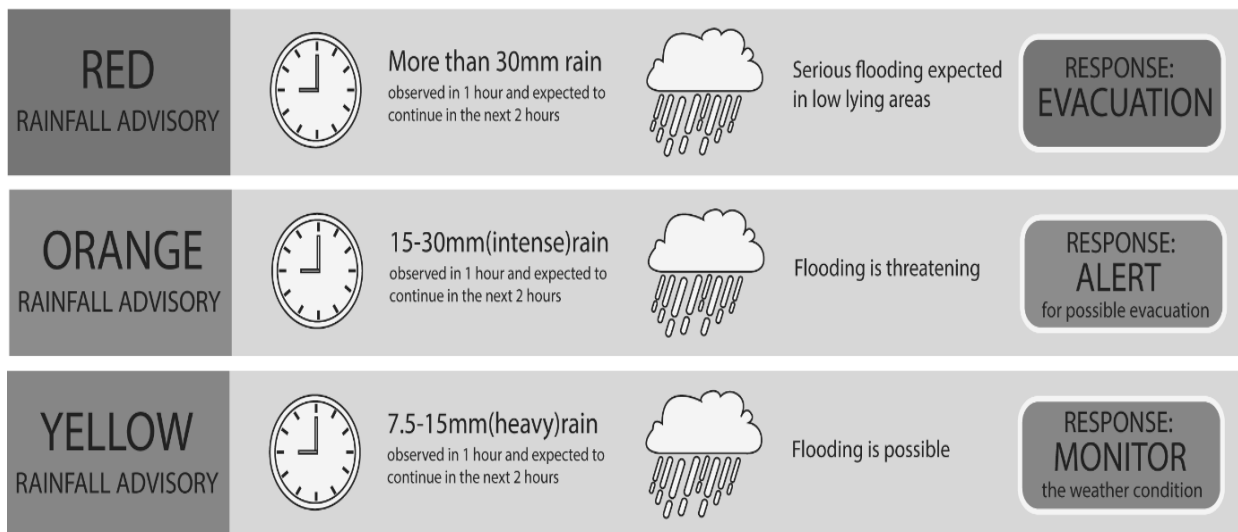 RED
RAINFALL ADVISORY
More than 30mm rain
observed in 1 hour and expected to
continue in the next 2 hours
Serious flooding expected
in low lying areas
RESPONSE:
EVACUATION
ORANGE
RAINFALL ADVISORY
15-30mm(intense)rain
observed in 1 hour and expected to
continue in the next 2 hours
Flooding is threatening
RESPONSE:
ALERT
for possible evacuation
YELLOW
RAINFALL ADVISORY
7.5-15mm(heavy)rain
observed in 1 hour and expected to
continue in the next 2 hours
Flooding is possible
RESPONSE:
MONITOR
the weather condition